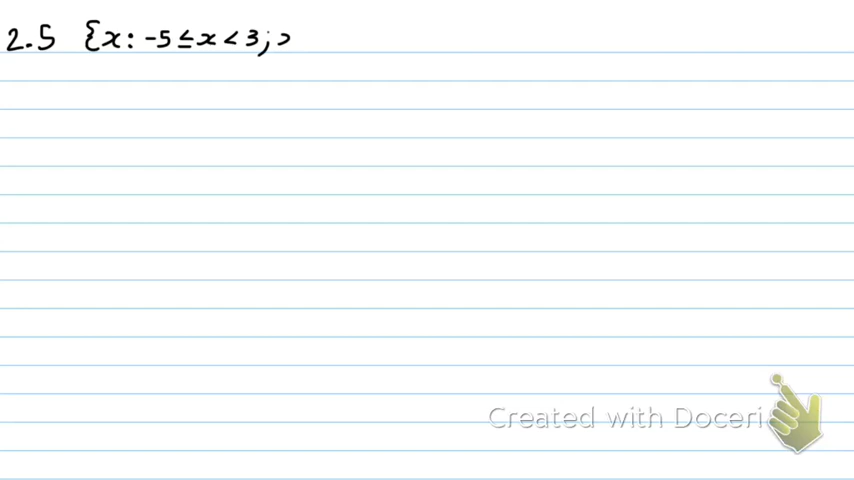 2.5 {x: -5 ≤ x < 3;
Created with Doceri